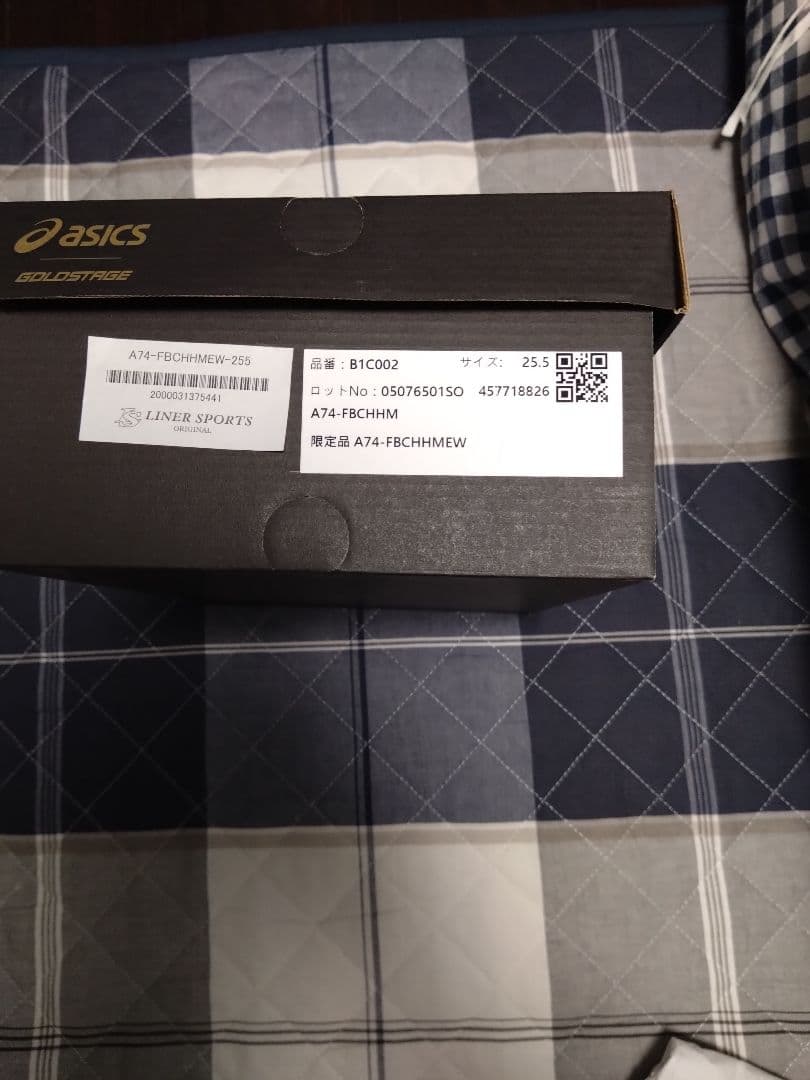 asics
GOLDSTAGE
A74-FBCHHMEW-255
2000031375441
LINER SPORTS
ORIGINAL
品番：B1C002 サイズ: 25.5
ロットNo：05076501SO 457718826
A74-FBCHHM
限定品 A74-FBCHHMEW